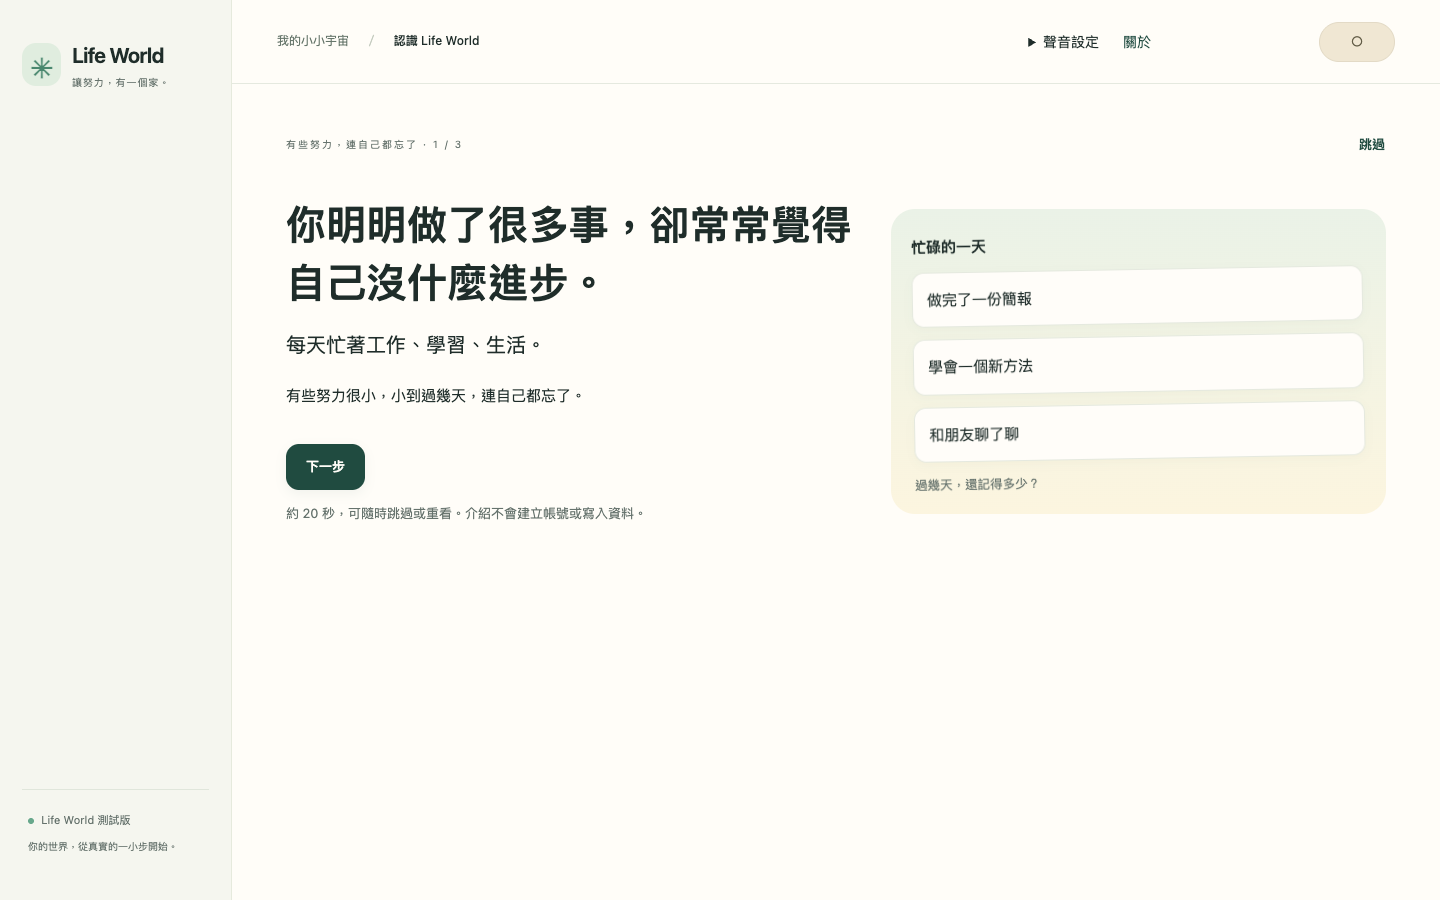 Life World
讓努力，有一個家。
我的小小宇宙 / 認識 Life World
▶ 聲音設定 關於
有些努力，連自己都忘了 · 1 / 3
跳過
你明明做了很多事，卻常常覺得
自己沒什麼進步。
每天忙著工作、學習、生活。
有些努力很小，小到過幾天，連自己都忘了。
下一步
約 20 秒，可隨時跳過或重看。介紹不會建立帳號或寫入資料。
忙碌的一天
做完了一份簡報
學會一個新方法
和朋友聊了聊
過幾天，還記得多少？
Life World 測試版
你的世界，從真實的一小步開始。